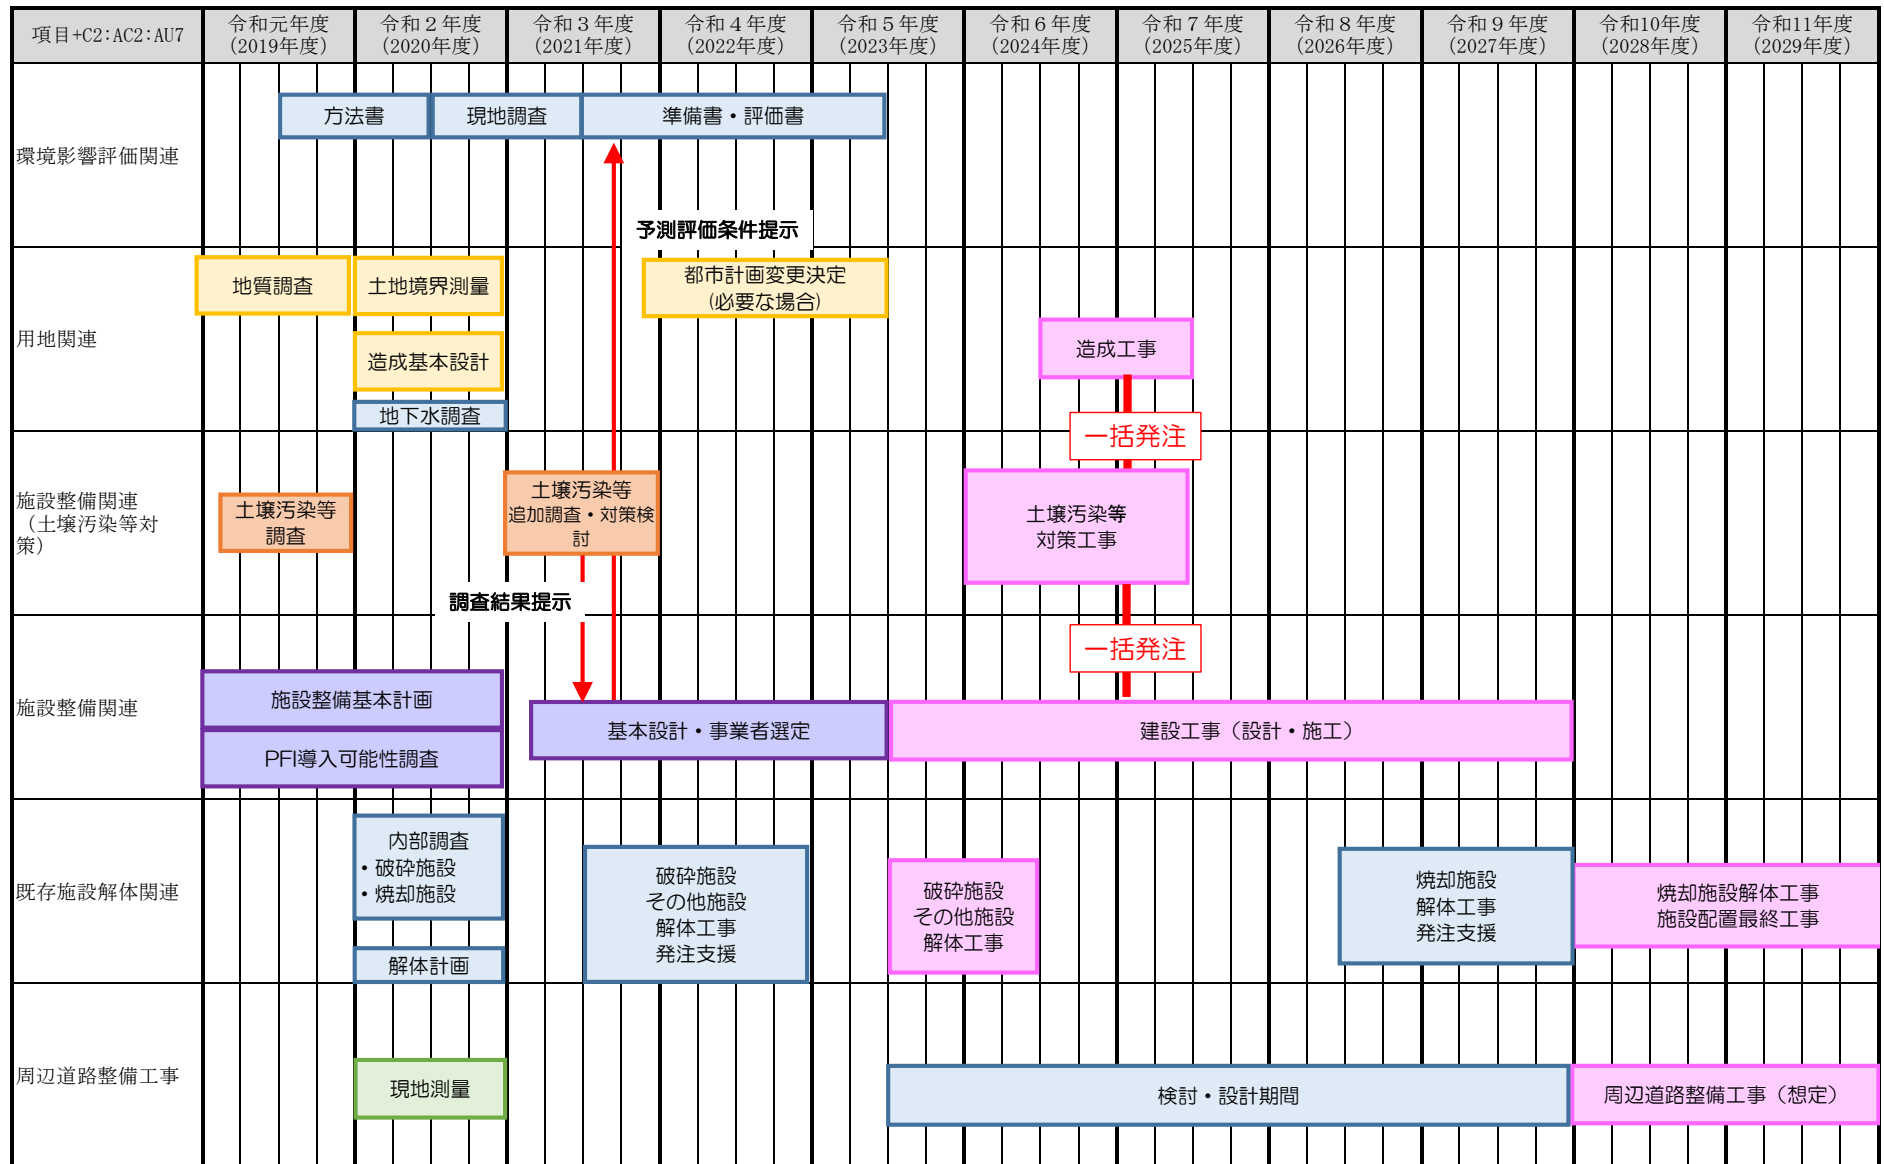 項目+C2:AC2:AU7
令和元年度
(2019年度)
令和２年度
(2020年度)
令和３年度
(2021年度)
令和４年度
(2022年度)
令和５年度
(2023年度)
令和６年度
(2024年度)
令和７年度
(2025年度)
令和８年度
(2026年度)
令和９年度
(2027年度)
令和10年度
(2028年度)
令和11年度
(2029年度)
環境影響評価関連
方法書
現地調査
準備書・評価書
予測評価条件提示
用地関連
地質調査
土地境界測量
都市計画変更決定
(必要な場合)
造成基本設計
造成工事
地下水調査
一括発注
施設整備関連
（土壌汚染等対
策）
土壌汚染等
調査
土壌汚染等
追加調査・対策検
討
土壌汚染等
対策工事
調査結果提示
一括発注
施設整備関連
施設整備基本計画
PFI導入可能性調査
基本設計・事業者選定
建設工事（設計・施工）
既存施設解体関連
内部調査
・破砕施設
・焼却施設
解体計画
破砕施設
その他施設
解体工事
発注支援
破砕施設
その他施設
解体工事
焼却施設
解体工事
発注支援
焼却施設解体工事
施設配置最終工事
周辺道路整備工事
現地測量
検討・設計期間
周辺道路整備工事（想定）